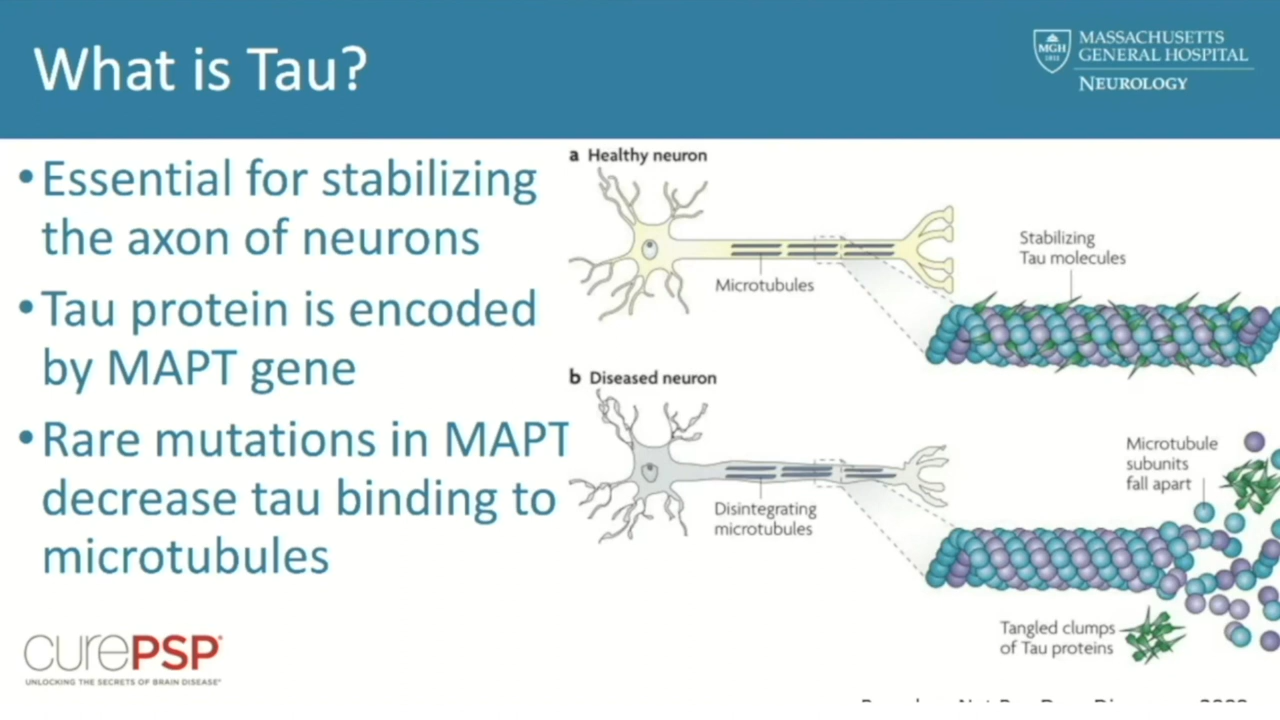 What is Tau?
MGH
1811
MASSACHUSETTS
GENERAL HOSPITAL
NEUROLOGY
•Essential for stabilizing
the axon of neurons
•Tau protein is encoded
by MAPT gene
•Rare mutations in MAPT
decrease tau binding to
microtubules
a Healthy neuron
Microtubules
Stabilizing
Tau molecules
b Diseased neuron
Disintegrating
microtubules
Microtubule
subunits
fall apart
Tangled clumps
of Tau proteins
curePSP®
UNLOCKING THE SECRETS OF BRAIN DISEASE®